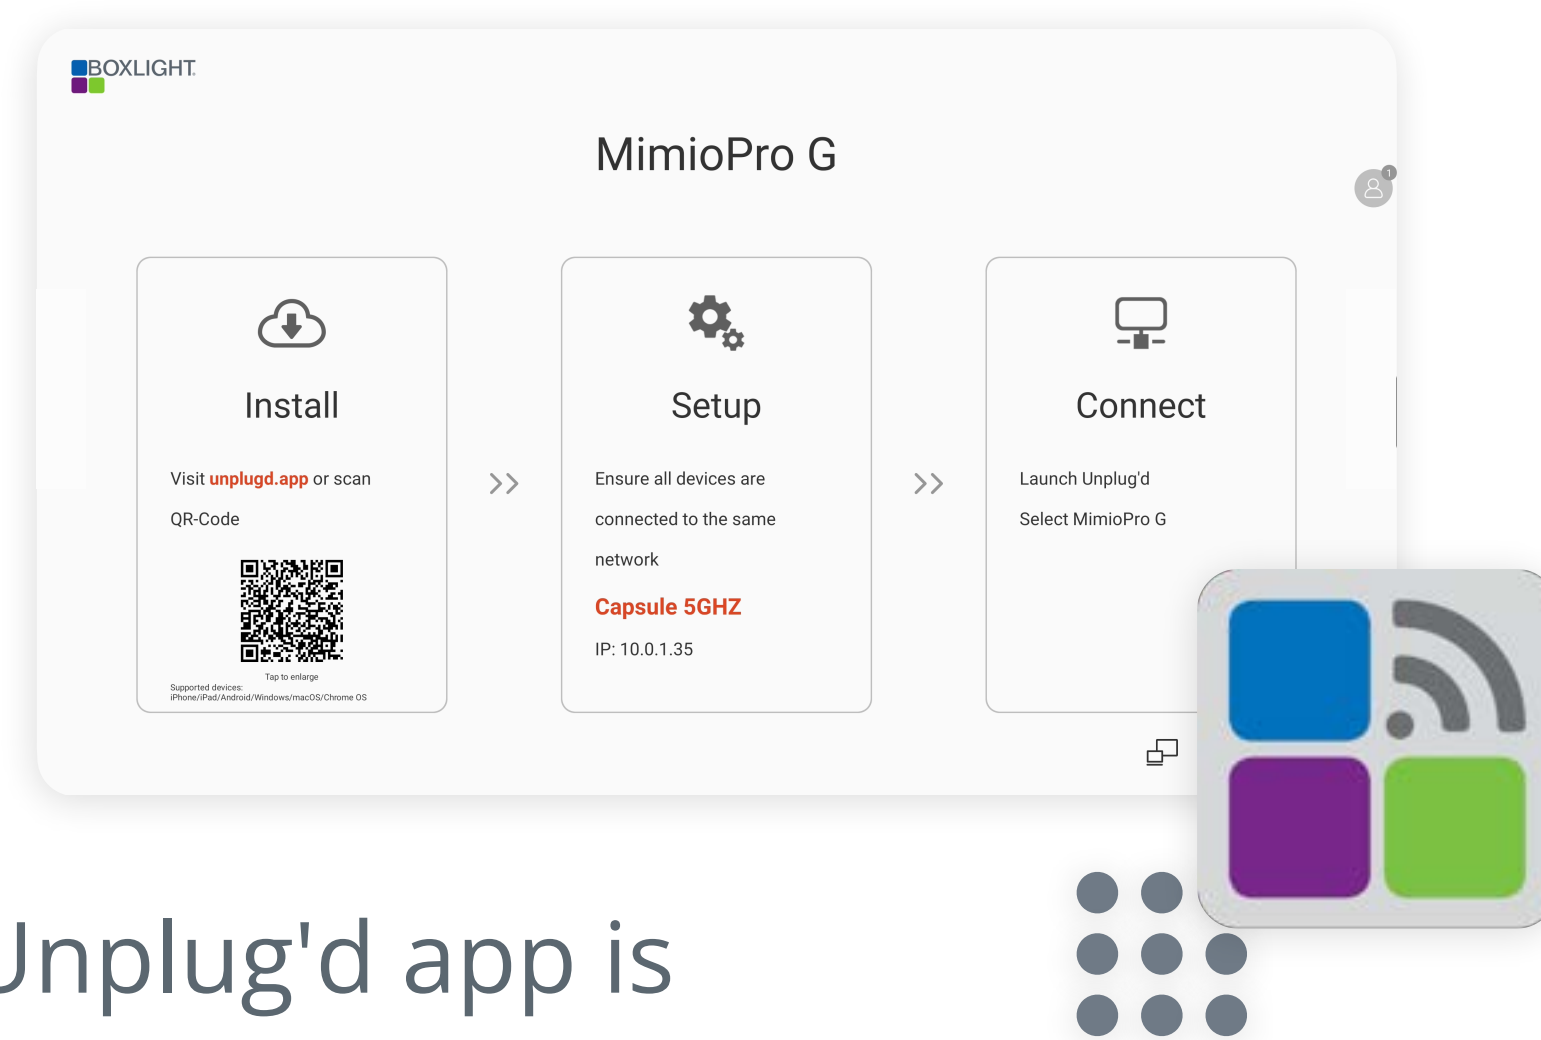 BOXLIGHT
MimioPro G
1
Install
Visit unplugd.app or scan
QR-Code
Tap to enlarge
Supported devices:
iPhone/iPad/Android/Windows/macOS/Chrome OS
Setup
Ensure all devices are
connected to the same
network
Capsule 5GHZ
IP: 10.0.1.35
Connect
Launch Unplug'd
Select MimioPro G
Unplug'd app is